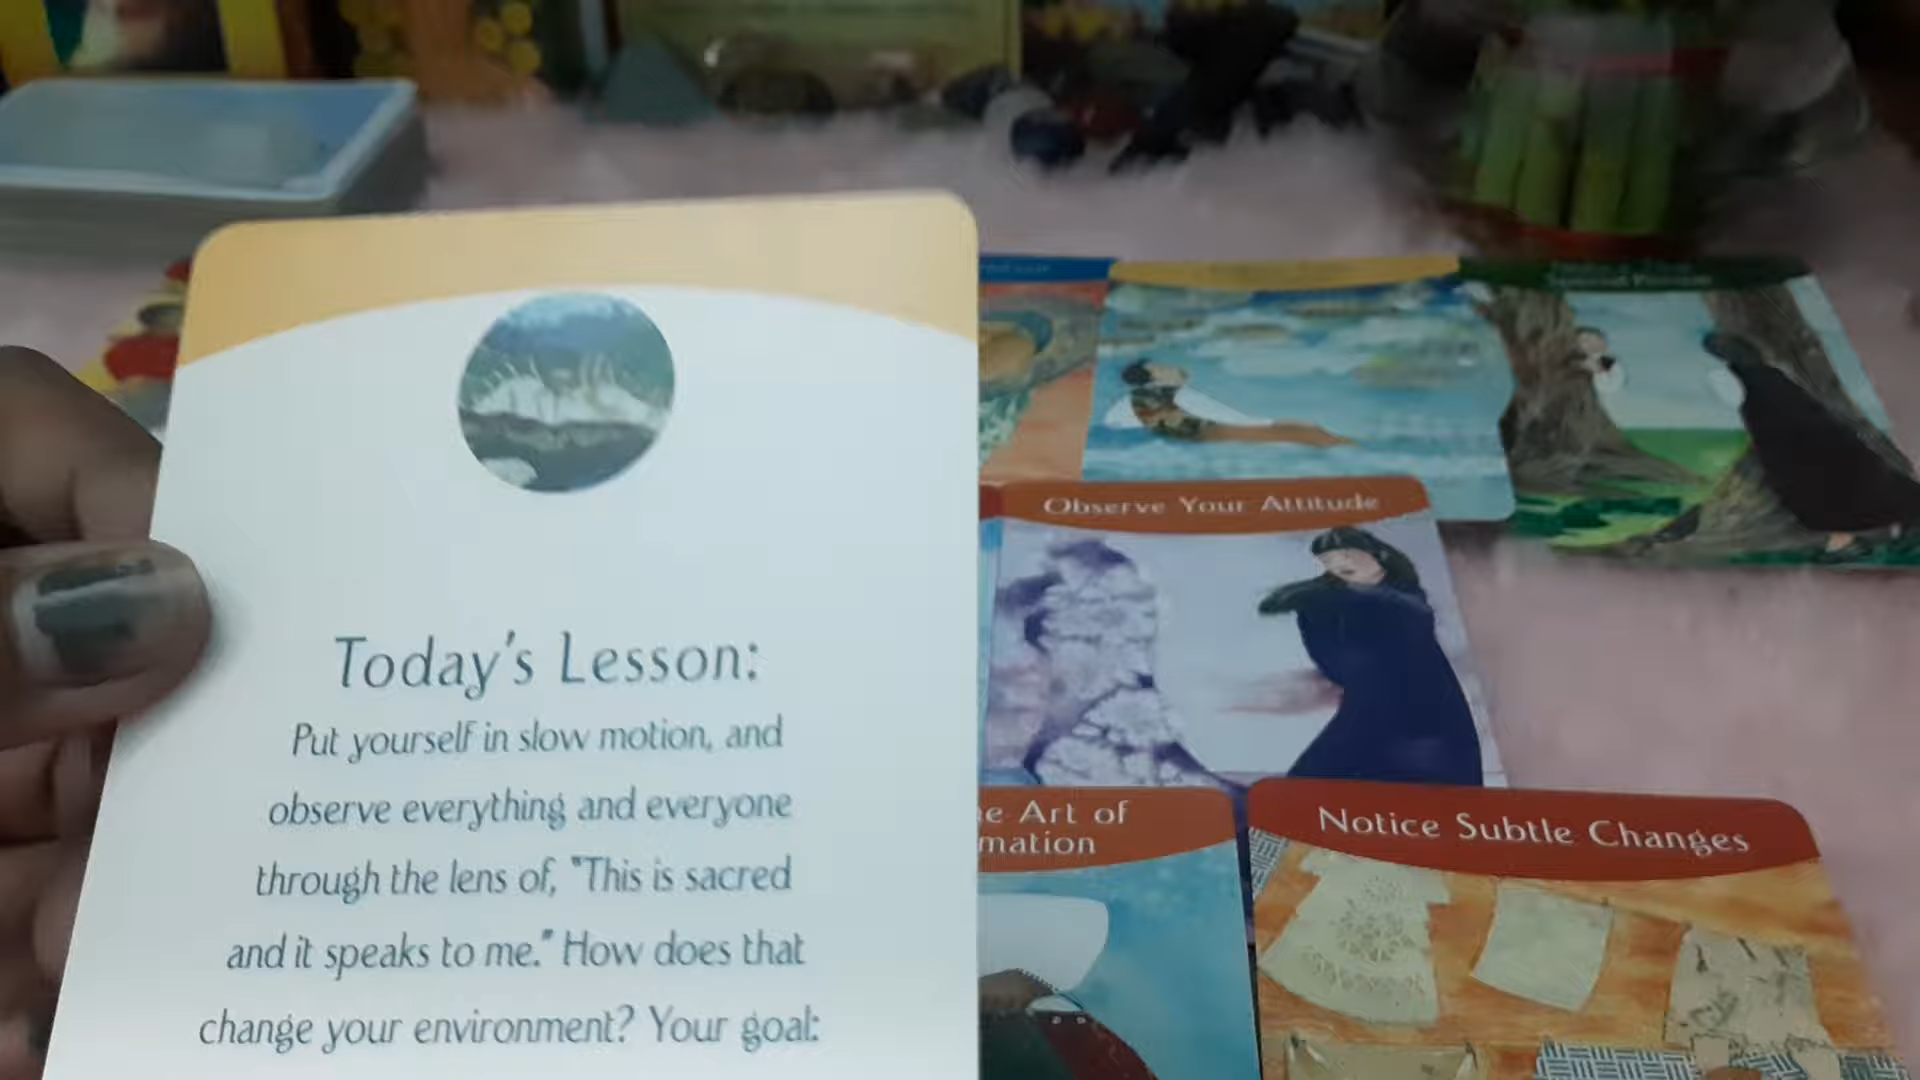 Today's Lesson:
Put yourself in slow motion, and
observe everything and everyone
through the lens of, "This is sacred
and it speaks to me." How does that
change your environment? Your goal:
Observe Your Attitude
Art of
Notice Subtle Changes